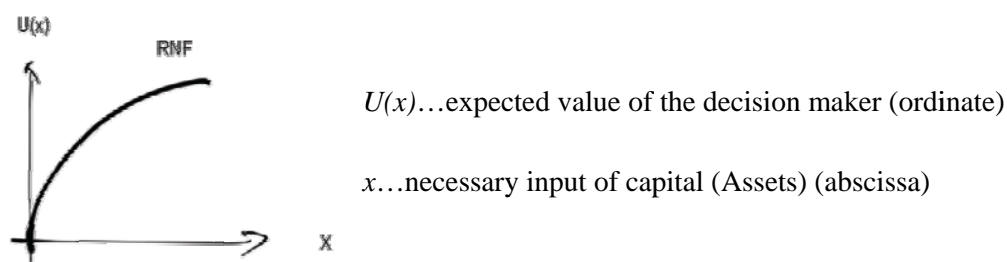 U(x)
RNF
U(x)…expected value of the decision maker (ordinate)
x…necessary input of capital (Assets) (abscissa)
X